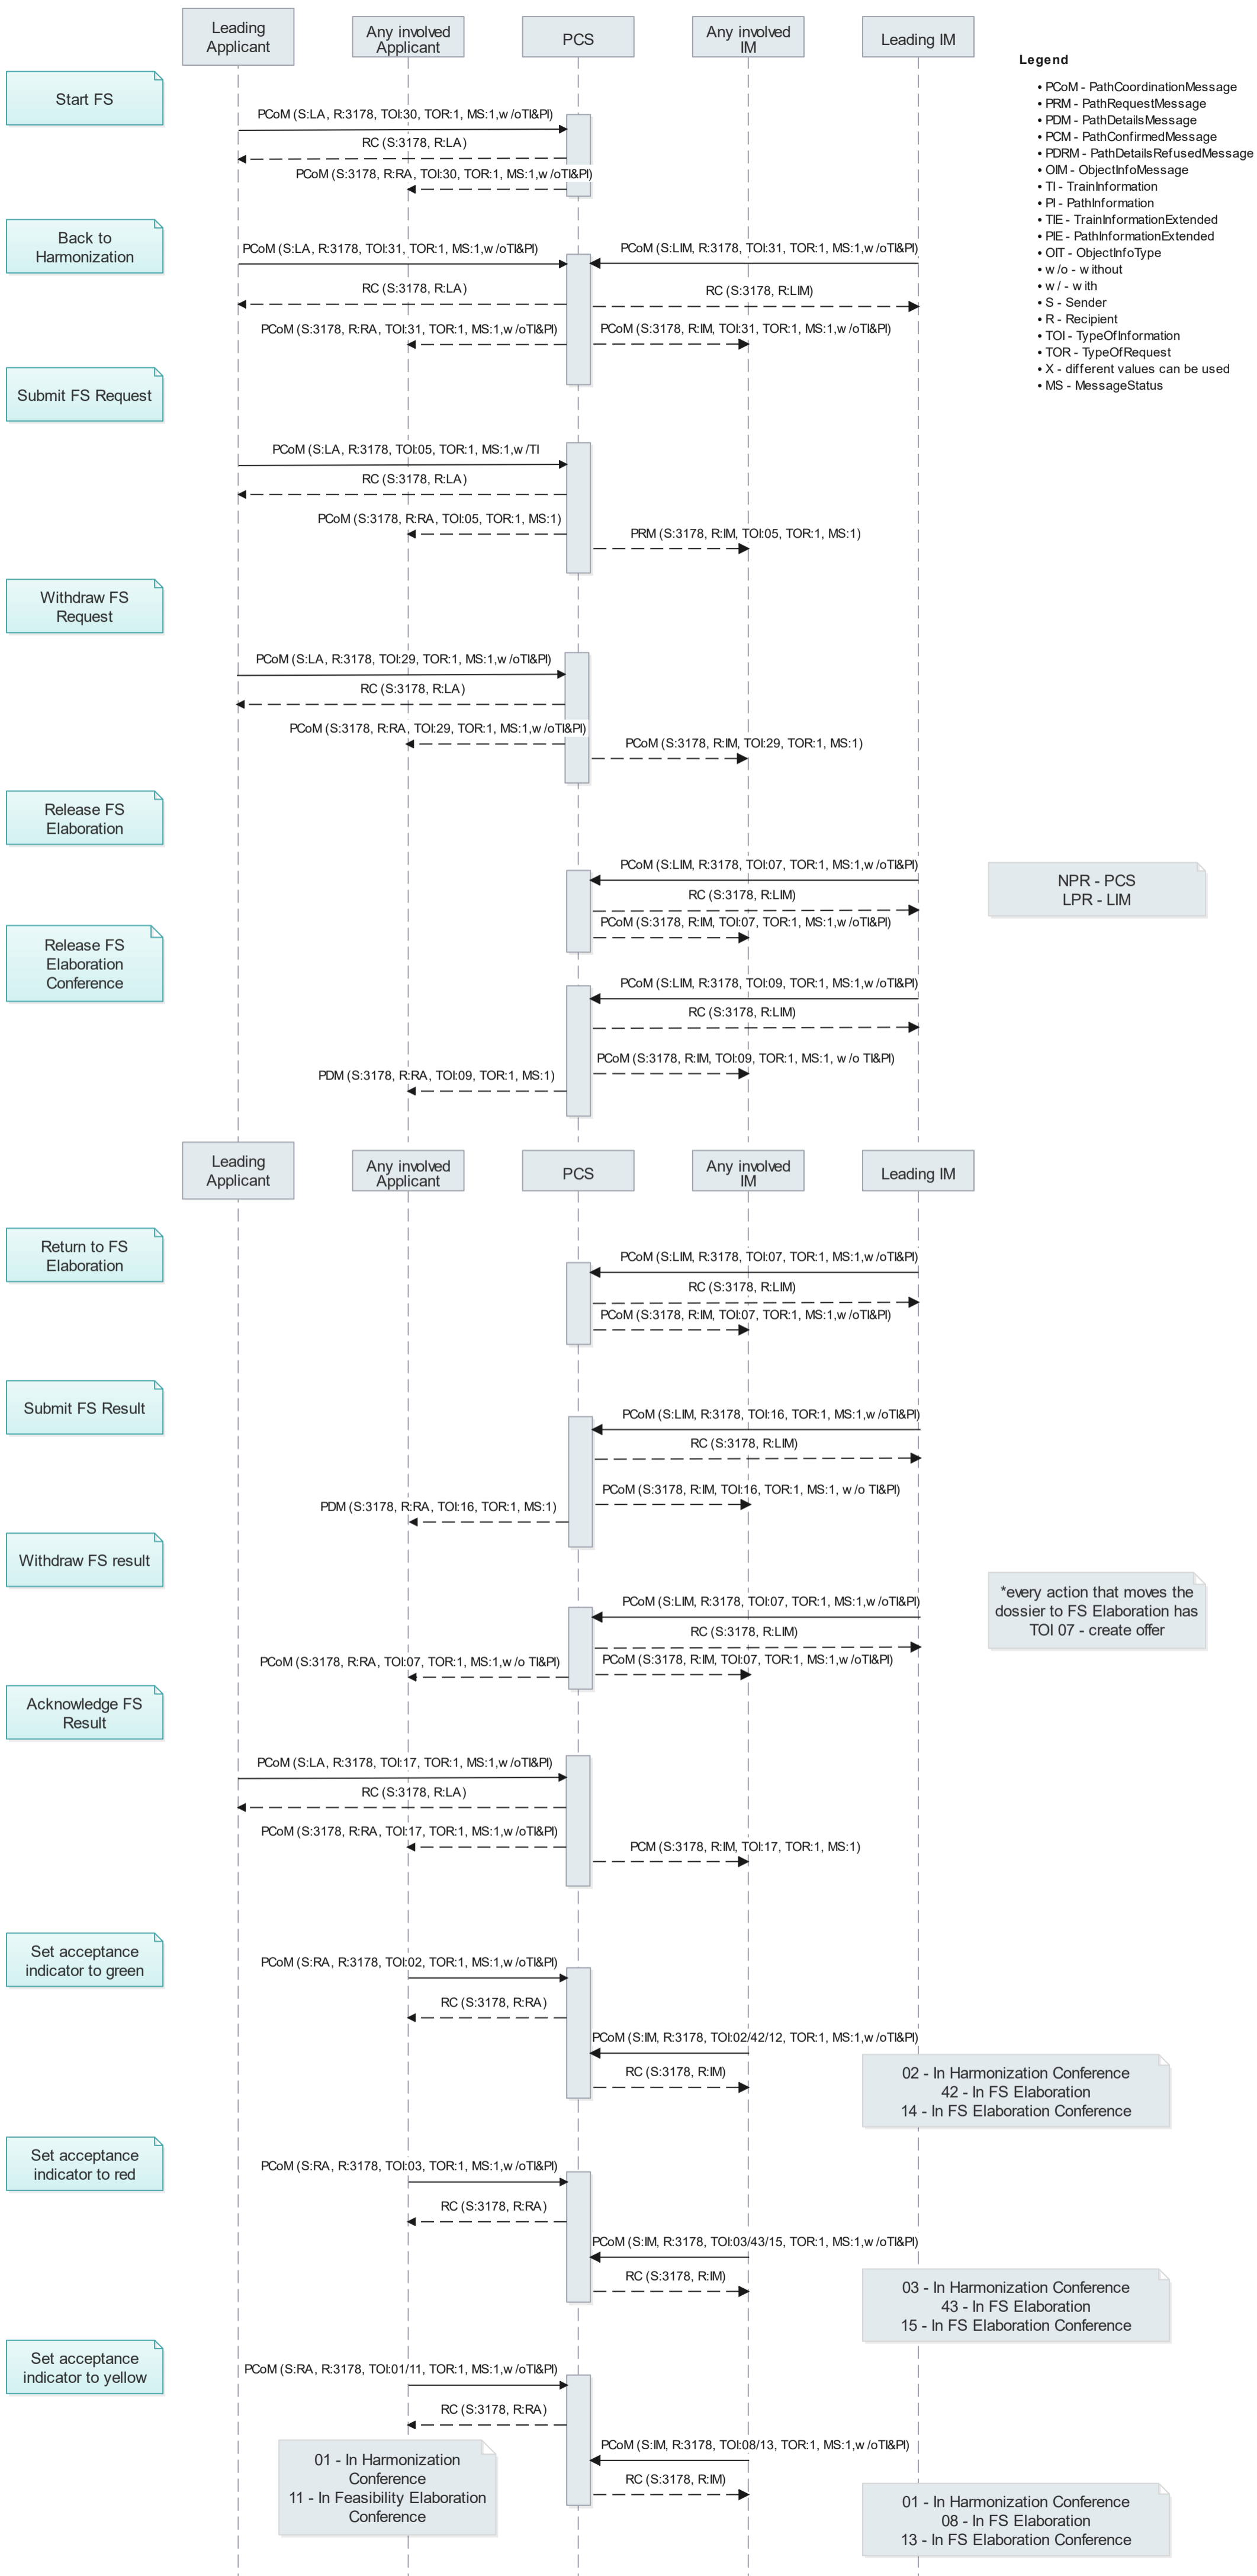 Leading
Applicant
Any involved
Applicant
PCS
Any involved
IM
Leading IM
Legend
• PCoM - PathCoordinationMessage
• PRM - PathRequestMessage
• PDM - PathDetailsMessage
• PCM - PathConfirmedMessage
• PDRM - PathDetailsRefusedMessage
• OIM - ObjectInfoMessage
• TI - TrainInformation
• PI - PathInformation
• TIE - TrainInformationExtended
• PIE - PathInformationExtended
• OIT - ObjectInfoType
• w/o - without
• w/ - with
• S - Sender
• R - Recipient
• TOI - TypeOfInformation
• TOR - TypeOfRequest
• X - different values can be used
• MS - MessageStatus
Start FS
PCoM (S:LA, R:3178, TOI:30, TOR:1, MS:1,w/oTI&PI)
RC (S:3178, R:LA)
PCoM (S:3178, R:RA, TOI:30, TOR:1, MS:1,w/oTI&PI)
Back to
Harmonization
PCoM (S:LA, R:3178, TOI:31, TOR:1, MS:1,w/oTI&PI)
PCoM (S:LIM, R:3178, TOI:31, TOR:1, MS:1,w/oTI&PI)
RC (S:3178, R:LA)
RC (S:3178, R:LIM)
PCoM (S:3178, R:RA, TOI:31, TOR:1, MS:1,w/oTI&PI)
PCoM (S:3178, R:IM, TOI:31, TOR:1, MS:1,w/oTI&PI)
Submit FS Request
PCoM (S:LA, R:3178, TOI:05, TOR:1, MS:1,w/TI
RC (S:3178, R:LA)
PCoM (S:3178, R:RA, TOI:05, TOR:1, MS:1)
PRM (S:3178, R:IM, TOI:05, TOR:1, MS:1)
Withdraw FS
Request
PCoM (S:LA, R:3178, TOI:29, TOR:1, MS:1,w/oTI&PI)
RC (S:3178, R:LA)
PCoM (S:3178, R:RA, TOI:29, TOR:1, MS:1,w/oTI&PI)
PCoM (S:3178, R:IM, TOI:29, TOR:1, MS:1)
Release FS
Elaboration
PCoM (S:LIM, R:3178, TOI:07, TOR:1, MS:1,w/oTI&PI)
RC (S:3178, R:LIM)
PCoM (S:3178, R:IM, TOI:07, TOR:1, MS:1,w/oTI&PI)
NPR - PCS
LPR - LIM
Release FS
Elaboration
Conference
PCoM (S:LIM, R:3178, TOI:09, TOR:1, MS:1,w/oTI&PI)
RC (S:3178, R:LIM)
PCoM (S:3178, R:IM, TOI:09, TOR:1, MS:1, w/o TI&PI)
PDM (S:3178, R:RA, TOI:09, TOR:1, MS:1)
Leading
Applicant
Any involved
Applicant
PCS
Any involved
IM
Leading IM
Return to FS
Elaboration
PCoM (S:LIM, R:3178, TOI:07, TOR:1, MS:1,w/oTI&PI)
RC (S:3178, R:LIM)
PCoM (S:3178, R:IM, TOI:07, TOR:1, MS:1,w/oTI&PI)
Submit FS Result
PCoM (S:LIM, R:3178, TOI:16, TOR:1, MS:1,w/oTI&PI)
RC (S:3178, R:LIM)
PCoM (S:3178, R:IM, TOI:16, TOR:1, MS:1, w/o TI&PI)
PDM (S:3178, R:RA, TOI:16, TOR:1, MS:1)
Withdraw FS result
PCoM (S:LIM, R:3178, TOI:07, TOR:1, MS:1,w/oTI&PI)
RC (S:3178, R:LIM)
PCoM (S:3178, R:RA, TOI:07, TOR:1, MS:1,w/o TI&PI)
PCoM (S:3178, R:IM, TOI:07, TOR:1, MS:1,w/oTI&PI)
*every action that moves the
dossier to FS Elaboration has
TOI 07 - create offer
Acknowledge FS
Result
PCoM (S:LA, R:3178, TOI:17, TOR:1, MS:1,w/oTI&PI)
RC (S:3178, R:LA)
PCoM (S:3178, R:RA, TOI:17, TOR:1, MS:1,w/oTI&PI)
PCM (S:3178, R:IM, TOI:17, TOR:1, MS:1)
Set acceptance
indicator to green
PCoM (S:RA, R:3178, TOI:02, TOR:1, MS:1,w/oTI&PI)
RC (S:3178, R:RA)
PCoM (S:IM, R:3178, TOI:02/42/12, TOR:1, MS:1,w/oTI&PI)
RC (S:3178, R:IM)
02 - In Harmonization Conference
42 - In FS Elaboration
14 - In FS Elaboration Conference
Set acceptance
indicator to red
PCoM (S:RA, R:3178, TOI:03, TOR:1, MS:1,w/oTI&PI)
RC (S:3178, R:RA)
PCoM (S:IM, R:3178, TOI:03/43/15, TOR:1, MS:1,w/oTI&PI)
RC (S:3178, R:IM)
03 - In Harmonization Conference
43 - In FS Elaboration
15 - In FS Elaboration Conference
Set acceptance
indicator to yellow
PCoM (S:RA, R:3178, TOI:01/11, TOR:1, MS:1,w/oTI&PI)
RC (S:3178, R:RA)
PCoM (S:IM, R:3178, TOI:08/13, TOR:1, MS:1,w/oTI&PI)
RC (S:3178, R:IM)
01 - In Harmonization
Conference
11 - In Feasibility Elaboration
Conference
01 - In Harmonization Conference
08 - In FS Elaboration
13 - In FS Elaboration Conference